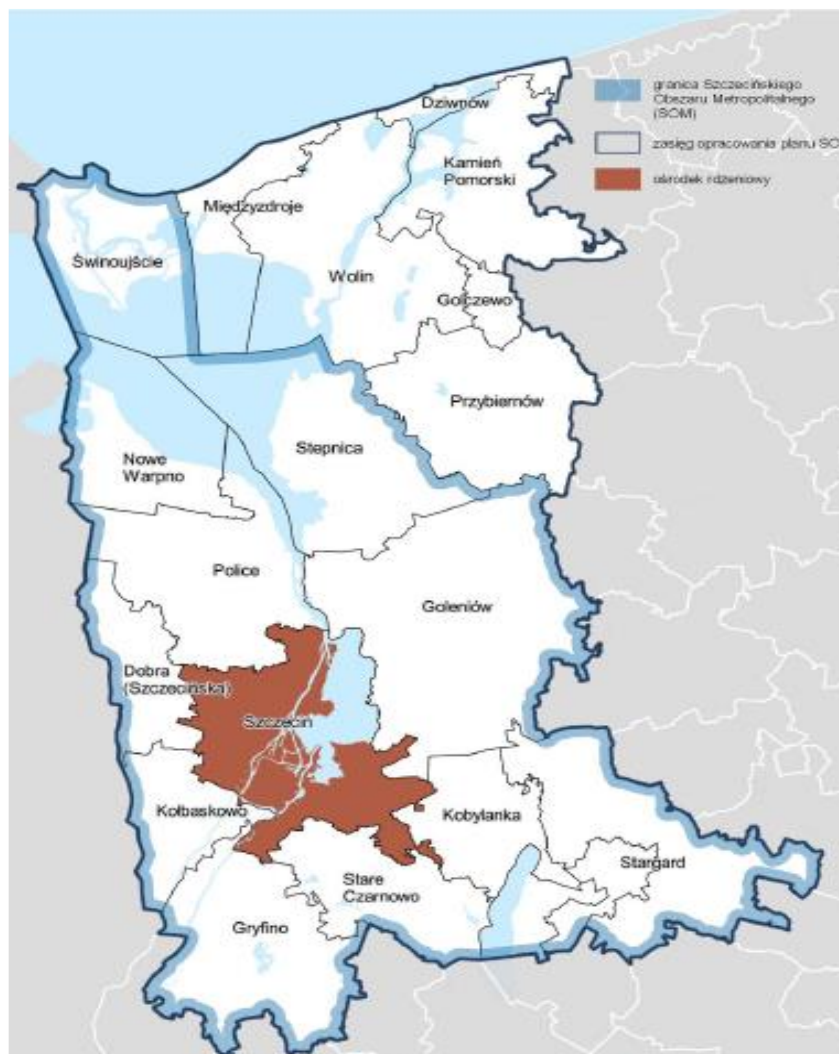 granica Szczecińskiego
Obszaru Metropolitalnego
(SOM)
zasięg opracowania planu SO
ośrodek rdzeniowy
Dziwnów
Kamień
Pomorski
Międzyzdroje
Świnoujście
Wolin
Golczewo
Przybiernów
Stepnica
Nowe
Warpno
Police
Goleniów
Dobra
(Szczecińska)
Szczecin
Kołbaskowo
Kobylanka
Stargard
Stare
Czarnowo
Gryfino